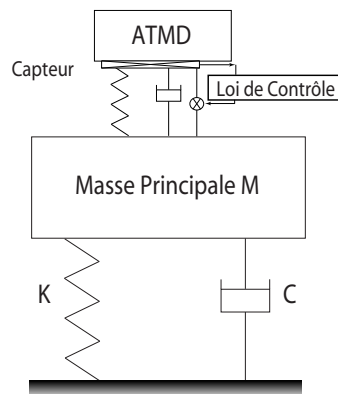 ATMD
Capteur
Loi de Contrôle
Masse Principale M
K
C